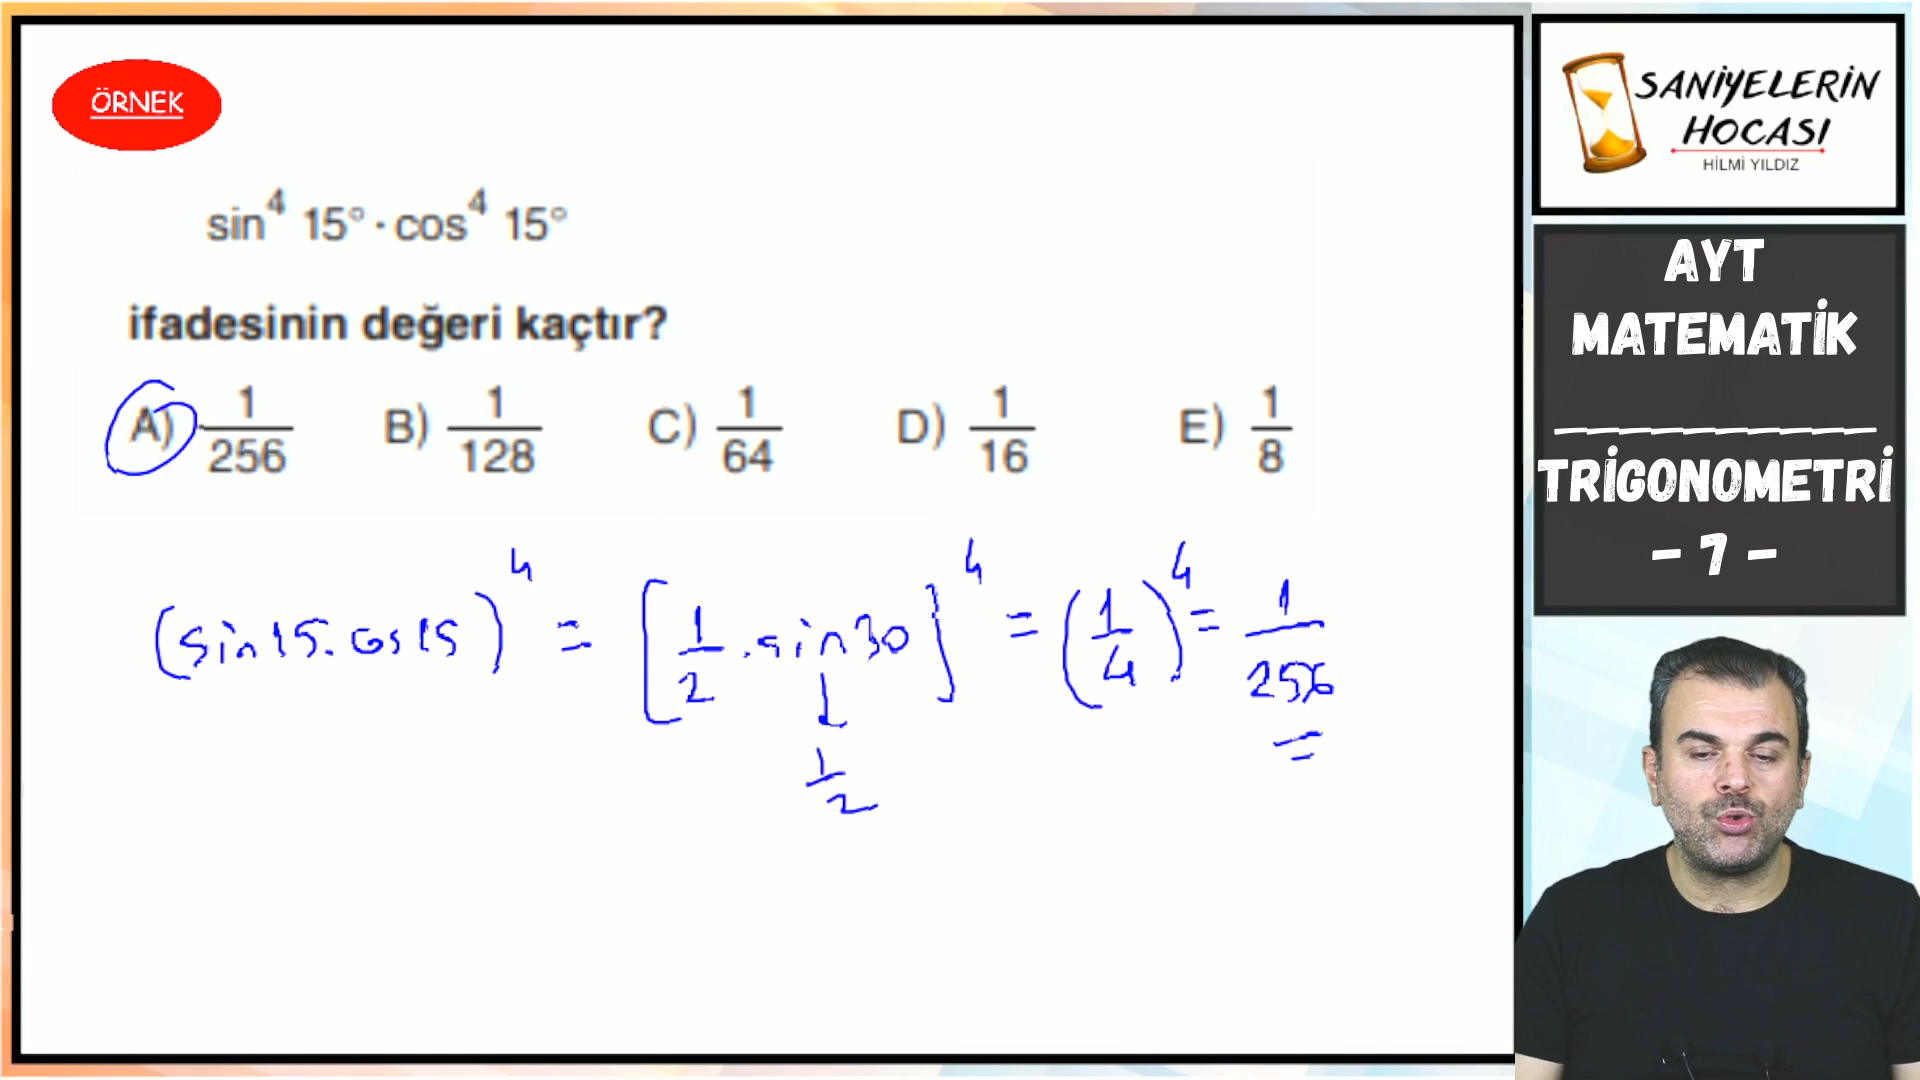 ÖRNEK
sin⁴ 15° · cos⁴ 15°
ifadesinin değeri kaçtır?
A) 1/256 B) 1/128 C) 1/64 D) 1/16 E) 1/8
(sin15.cos15)⁴ = [1/2 . sin30]⁴ = (1/4)⁴ = 1/256
1/2
SANİYELERİN
HOCASI
HİLMİ YILDIZ
AYT
MATEMATİK
TRİGONOMETRİ
- 7 -